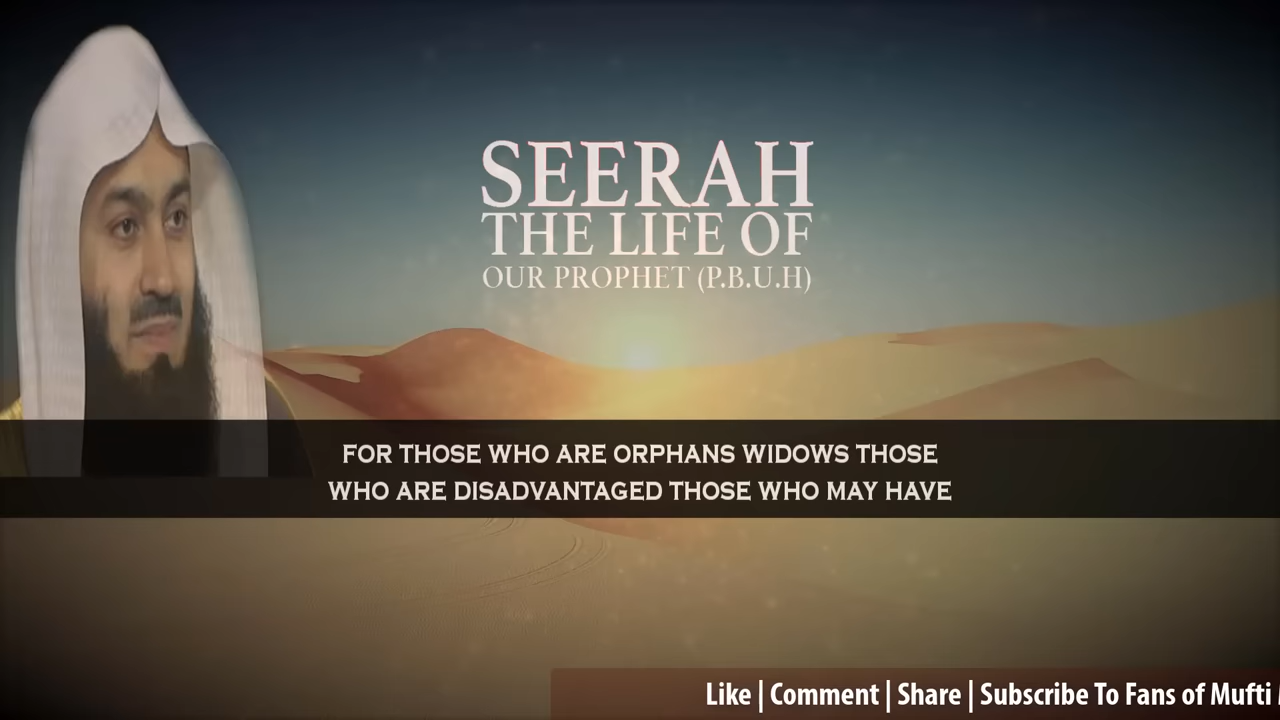 SEERAH
THE LIFE OF
OUR PROPHET (P.B.U.H)
FOR THOSE WHO ARE ORPHANS WIDOWS THOSE
WHO ARE DISADVANTAGED THOSE WHO MAY HAVE
Like | Comment | Share | Subscribe To Fans of Mufti